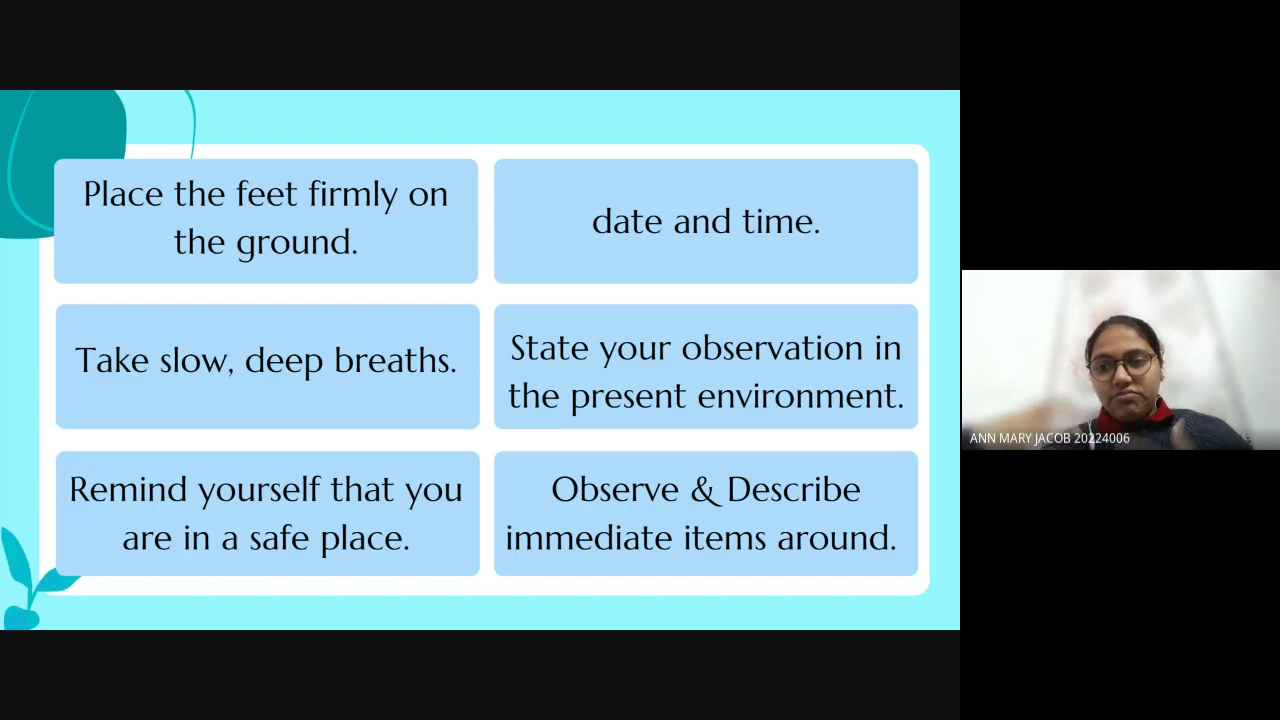 Place the feet firmly on
the ground.
date and time.
Take slow, deep breaths.
State your observation in
the present environment.
Remind yourself that you
are in a safe place.
Observe & Describe
immediate items around.
ANN MARY JACOB 20224006